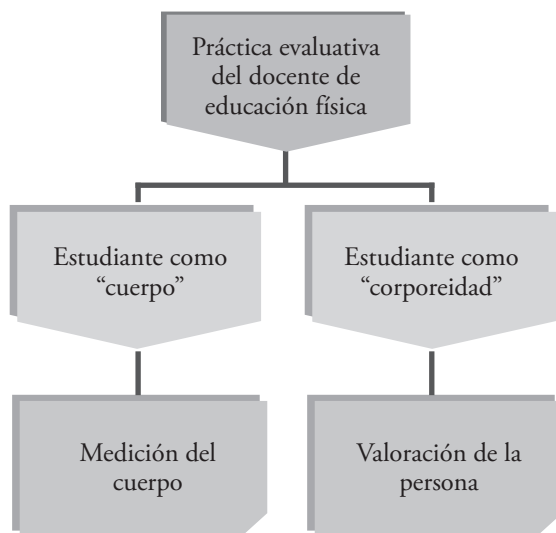 Práctica evaluativa
del docente de
educación física
Estudiante como
“cuerpo”
Estudiante como
“corporeidad”
Medición del
cuerpo
Valoración de la
persona